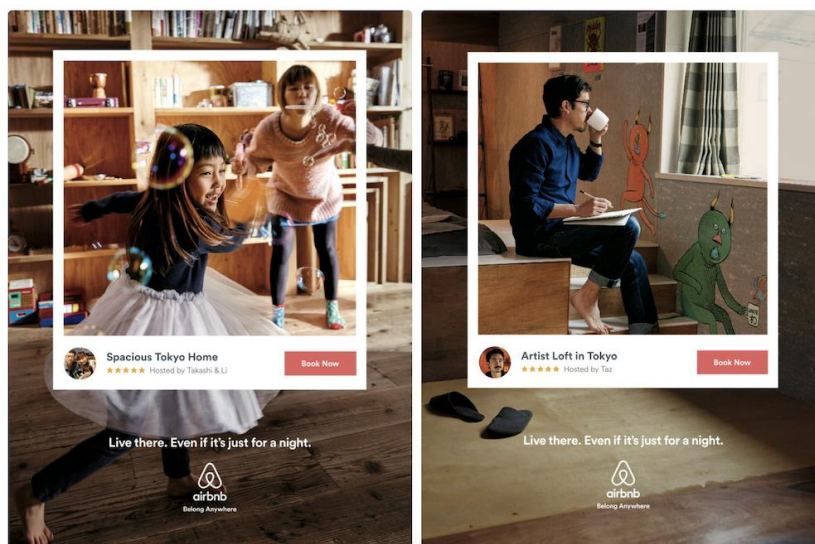 Spacious Tokyo Home
Hosted by Takashi & Li
Book Now
Live there. Even if it's just for a night.
airbnb
Belong Anywhere
Artist Loft in Tokyo
Hosted by Taz
Book Now
Live there. Even if it's just for a night.
airbnb
Belong Anywhere